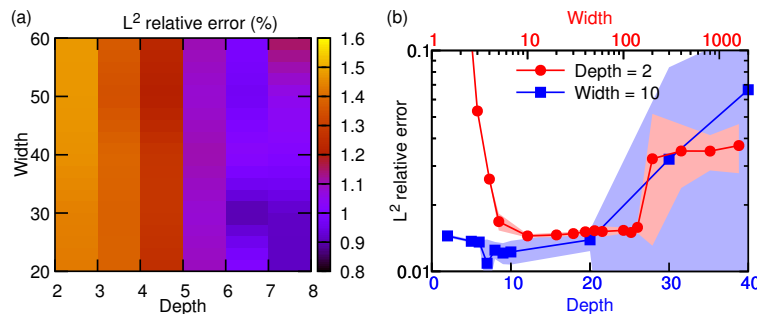 (a)
L² relative error (%)
60
50
40
30
20
Width
2 3 4 5 6 7 8
Depth
1.6
1.5
1.4
1.3
1.2
1.1
1
0.9
0.8
(b)
Width
1 10 100 1000
0.1
0.01
L² relative error
Depth = 2
Width = 10
0 10 20 30 40
Depth